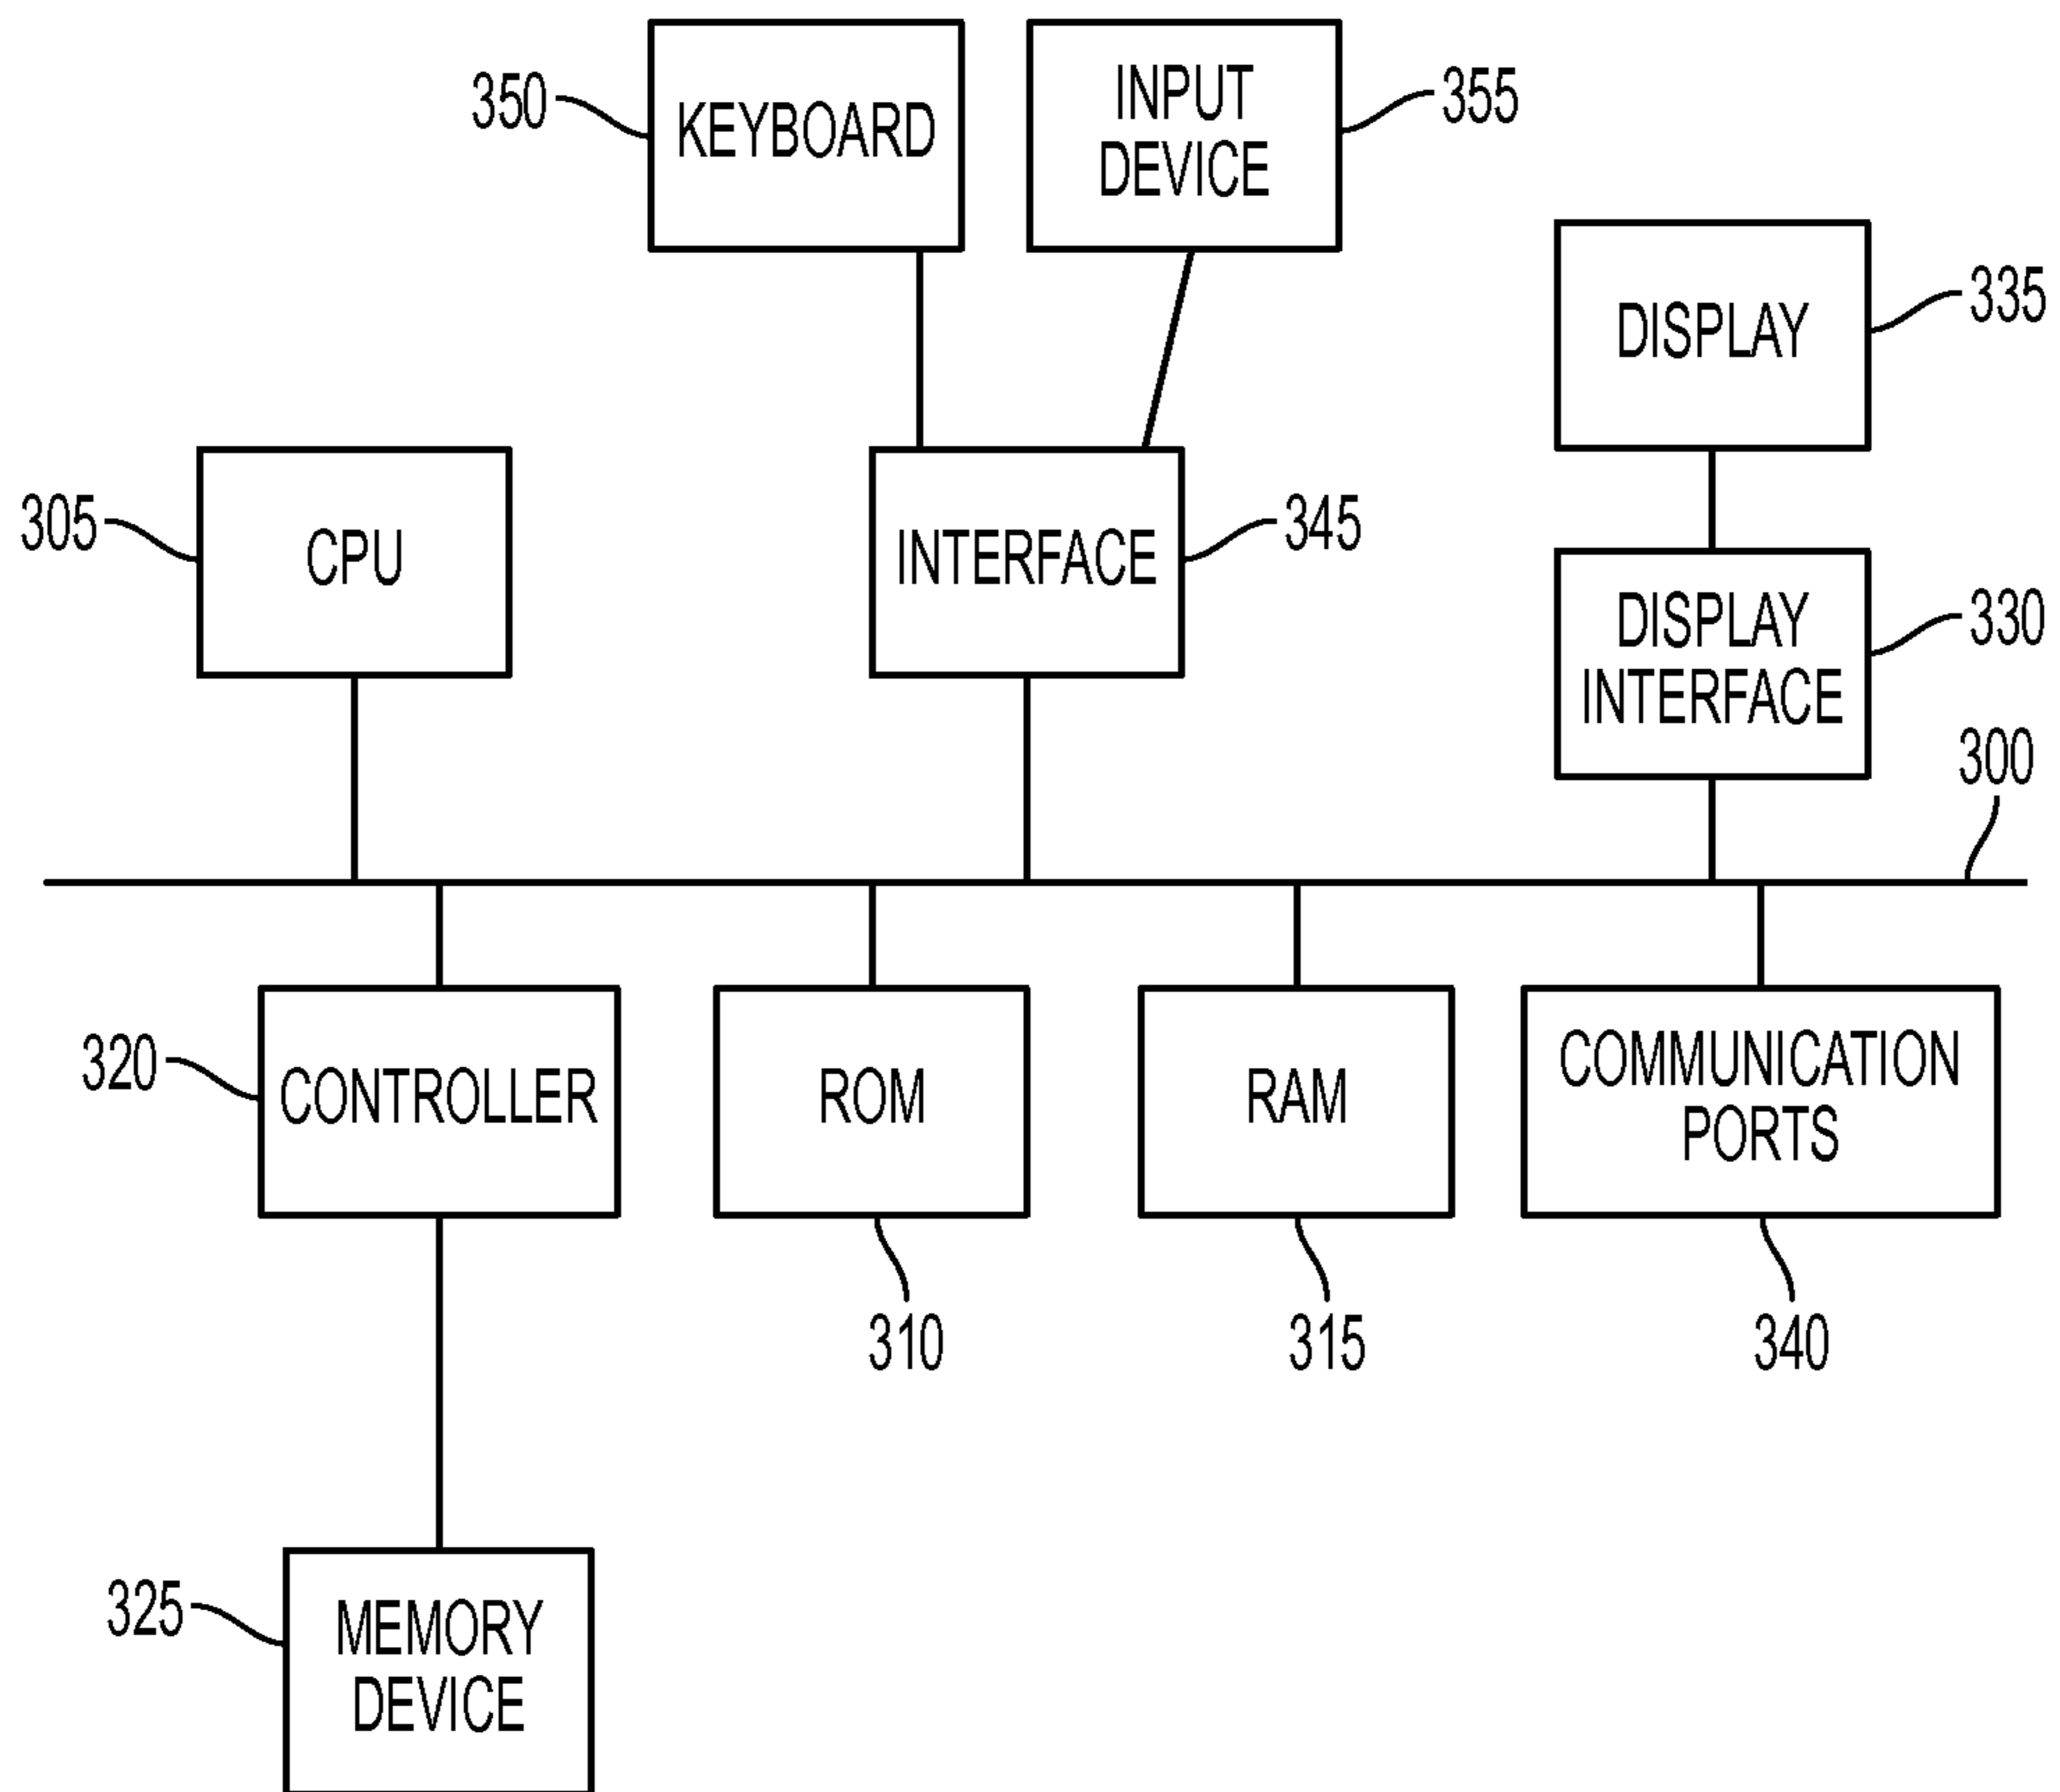 350
KEYBOARD
INPUT
DEVICE
355
DISPLAY
335
305
CPU
INTERFACE
345
DISPLAY
INTERFACE
330
300
320
CONTROLLER
ROM
RAM
COMMUNICATION
PORTS
310
315
340
325
MEMORY
DEVICE